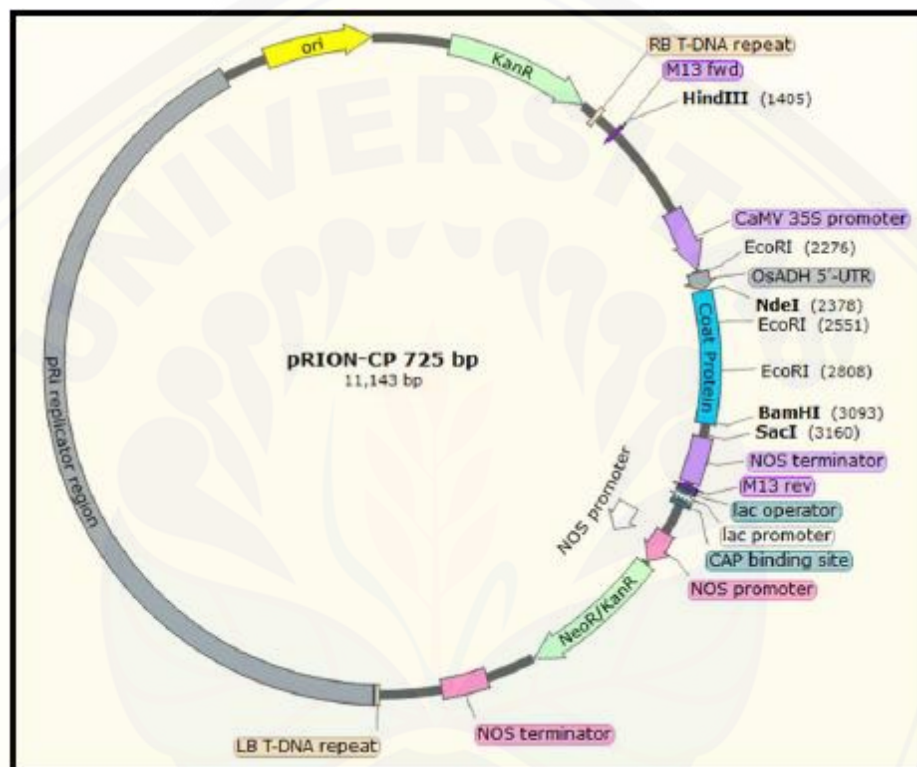 ori
KanR
RB T-DNA repeat
M13 fwd
HindIII (1405)
CaMV 35S promoter
EcoRI (2276)
OsADH 5'-UTR
NdeI (2378)
EcoRI (2551)
Coat Protein
EcoRI (2808)
BamHI (3093)
SacI (3160)
NOS terminator
M13 rev
lac operator
lac promoter
CAP binding site
NOS promoter
NOS promoter
NeoR/KanR
NOS terminator
LB T-DNA repeat
pRi replicator region
pRION-CP 725 bp
11,143 bp
UNIVERSIT